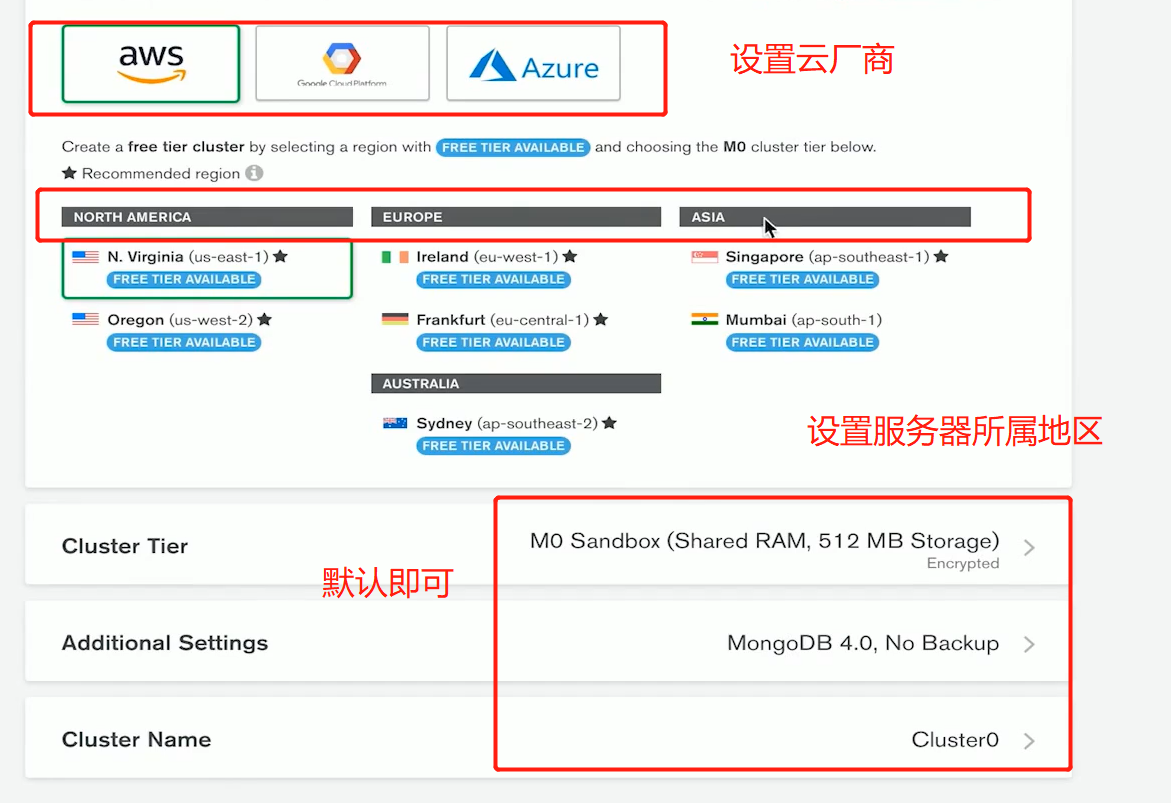 aws
Google Cloud Platform
Azure
设置云厂商
Create a free tier cluster by selecting a region with FREE TIER AVAILABLE and choosing the M0 cluster tier below.
★ Recommended region i
NORTH AMERICA
EUROPE
ASIA
N. Virginia (us-east-1) ★
FREE TIER AVAILABLE
Ireland (eu-west-1) ★
FREE TIER AVAILABLE
Singapore (ap-southeast-1) ★
FREE TIER AVAILABLE
Oregon (us-west-2) ★
FREE TIER AVAILABLE
Frankfurt (eu-central-1) ★
FREE TIER AVAILABLE
Mumbai (ap-south-1)
FREE TIER AVAILABLE
AUSTRALIA
Sydney (ap-southeast-2) ★
FREE TIER AVAILABLE
设置服务器所属地区
Cluster Tier
M0 Sandbox (Shared RAM, 512 MB Storage)
Encrypted
默认即可
Additional Settings
MongoDB 4.0, No Backup
Cluster Name
Cluster0